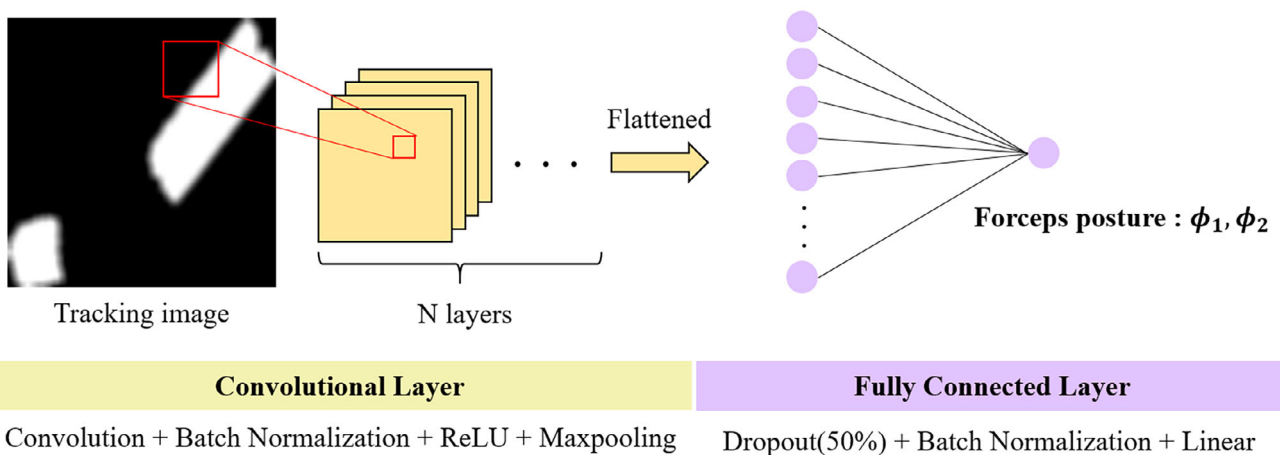 Flattened
Forceps posture : ϕ₁, ϕ₂
Tracking image
N layers
Convolutional Layer
Fully Connected Layer
Convolution + Batch Normalization + ReLU + Maxpooling
Dropout(50%) + Batch Normalization + Linear